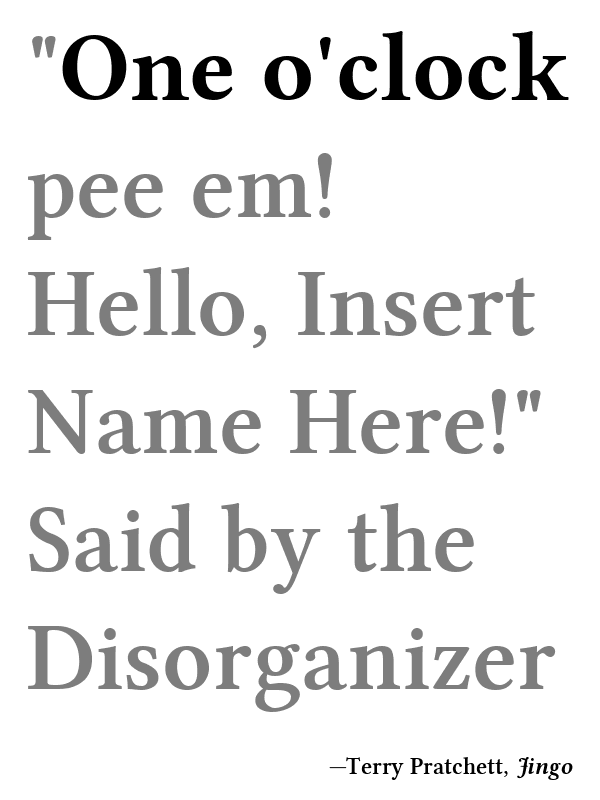 "One o'clock
pee em!
Hello, Insert
Name Here!"
Said by the
Disorganizer
—Terry Pratchett, Jingo